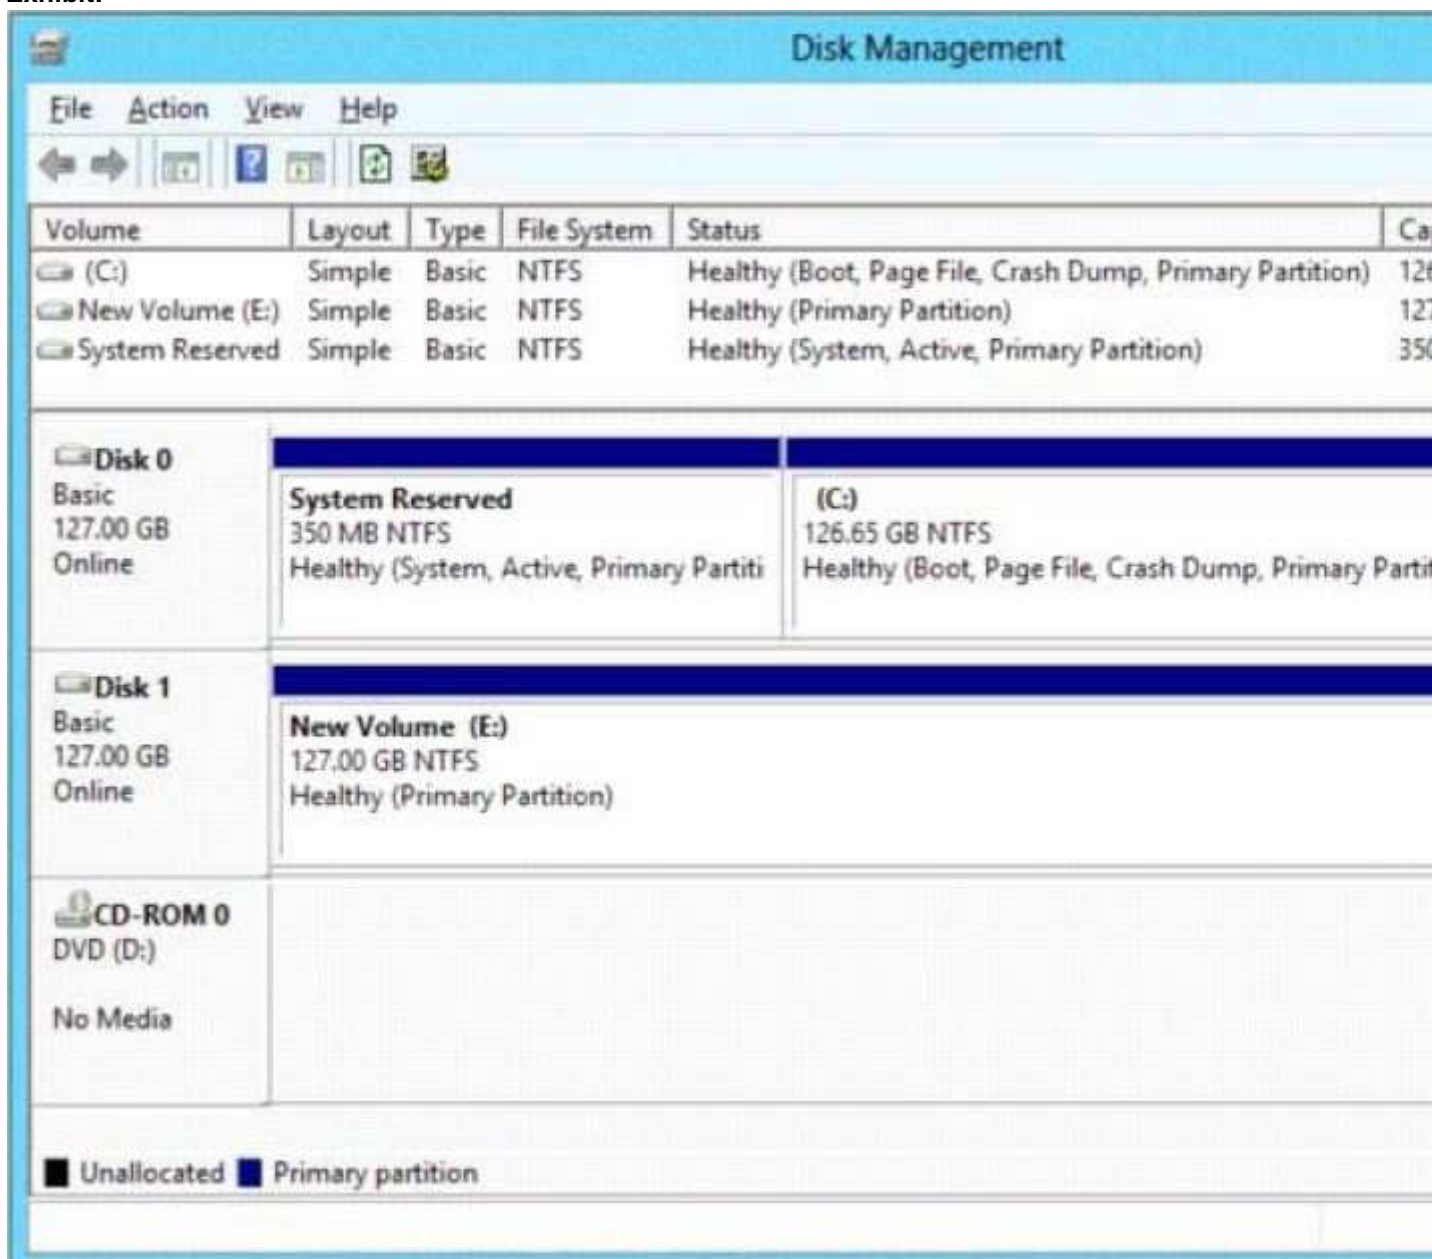 Disk Management
File Action View Help
Volume Layout Type File System Status
(C:) Simple Basic NTFS Healthy (Boot, Page File, Crash Dump, Primary Partition)
New Volume (E:) Simple Basic NTFS Healthy (Primary Partition)
System Reserved Simple Basic NTFS Healthy (System, Active, Primary Partition)
Disk 0
Basic
127.00 GB
Online
System Reserved
350 MB NTFS
Healthy (System, Active, Primary Partiti
(C:)
126.65 GB NTFS
Healthy (Boot, Page File, Crash Dump, Primary Partit
Disk 1
Basic
127.00 GB
Online
New Volume (E:)
127.00 GB NTFS
Healthy (Primary Partition)
CD-ROM 0
DVD (D:)
No Media
Unallocated Primary partition